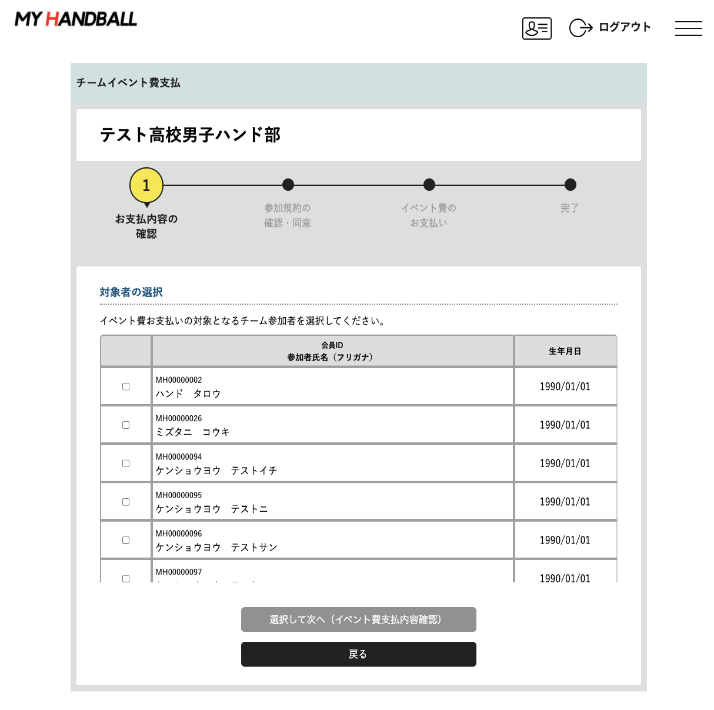 MY HANDBALL
ログアウト
チームイベント費支払
テスト高校男子ハンド部
1
お支払内容の
確認
参加規約の
確認・同意
イベント費の
お支払い
完了
対象者の選択
イベント費お支払いの対象となるチーム参加者を選択してください。
会員ID
参加者氏名（フリガナ）
生年月日
MH00000002
ハンド　タロウ
1990/01/01
MH00000026
ミズタニ　コウキ
1990/01/01
MH00000094
ケンショウヨウ　テストイチ
1990/01/01
MH00000095
ケンショウヨウ　テストニ
1990/01/01
MH00000096
ケンショウヨウ　テストサン
1990/01/01
MH00000097
1990/01/01
選択して次へ（イベント費支払内容確認）
戻る